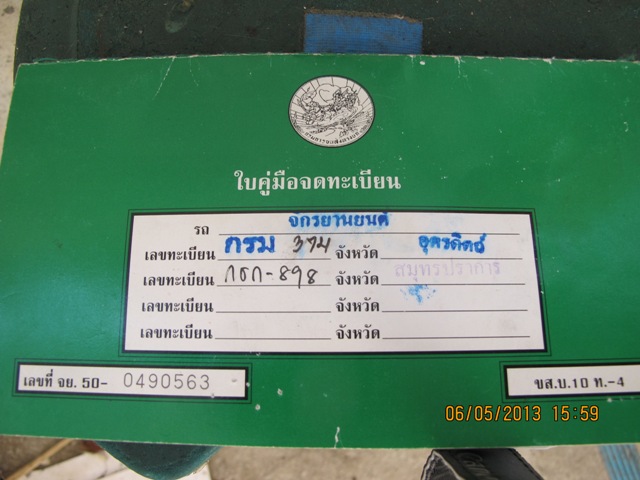 ใบคู่มือจดทะเบียน
รถ จักรยานยนต์
เลขทะเบียน กรม 374 จังหวัด อุตรดิตถ์
เลขทะเบียน กธก-898 จังหวัด สมุทรปราการ
เลขทะเบียน จังหวัด
เลขทะเบียน จังหวัด
เลขที่ จย. 50- 0490563
ขส.บ.10 ท.-4
06/05/2013 15:59